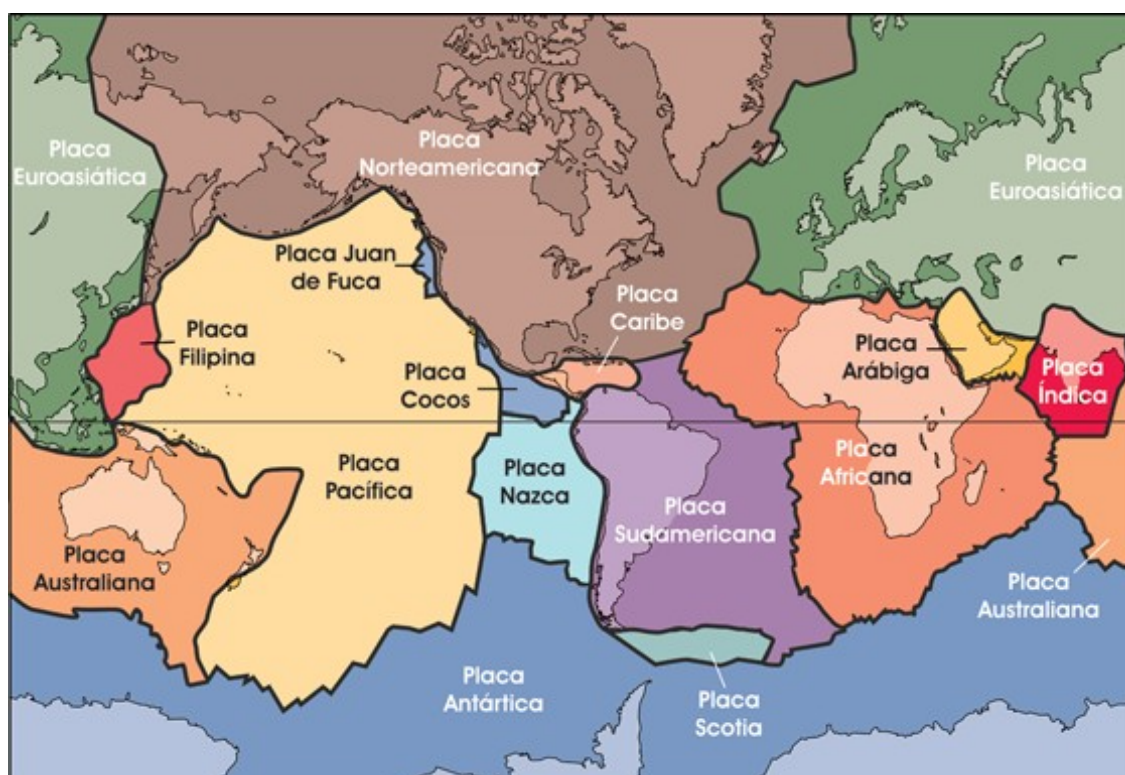 Placa
Euroasiática
Placa
Norteamericana
Placa
Euroasiática
Placa Juan
de Fuca
Placa
Caribe
Placa
Filipina
Placa
Arábiga
Placa
Cocos
Placa
Índica
Placa
Pacífica
Placa
Nazca
Placa
Africana
Placa
Sudamericana
Placa
Australiana
Placa
Australiana
Placa
Antártica
Placa
Scotia